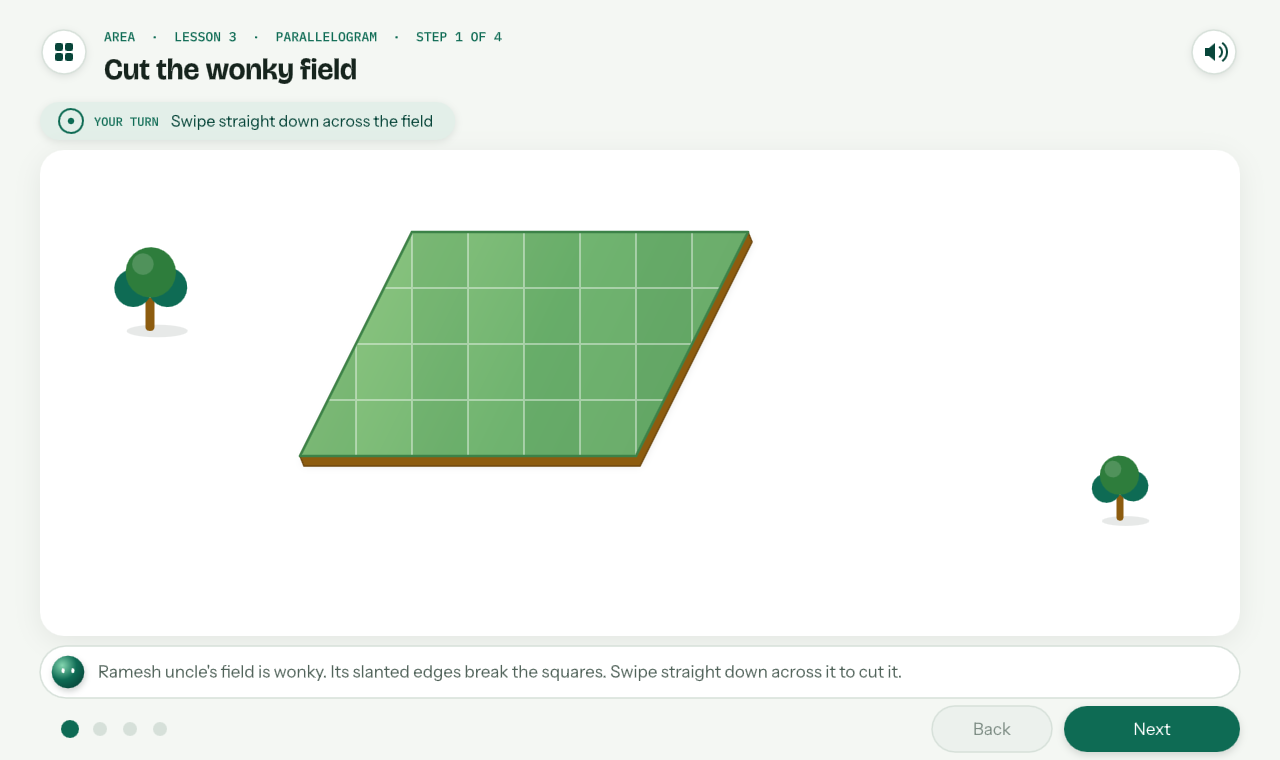 AREA · LESSON 3 · PARALLELOGRAM · STEP 1 OF 4
Cut the wonky field
YOUR TURN Swipe straight down across the field
Ramesh uncle's field is wonky. Its slanted edges break the squares. Swipe straight down across it to cut it.
Back Next